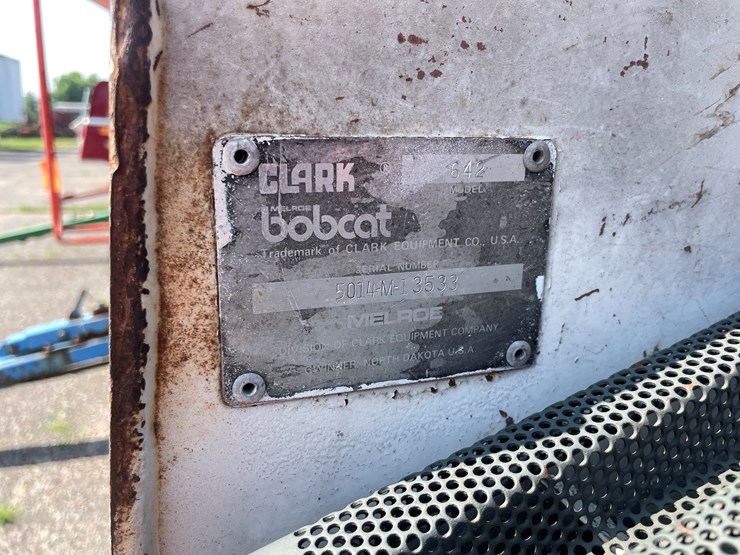 CLARK ® 642
MODEL
MELROE
bobcat
Trademark of CLARK EQUIPMENT CO., U.S.A.
SERIAL NUMBER
5014-M-13533
MELROE
DIVISION OF CLARK EQUIPMENT COMPANY
GWINNER, NORTH DAKOTA U.S.A.